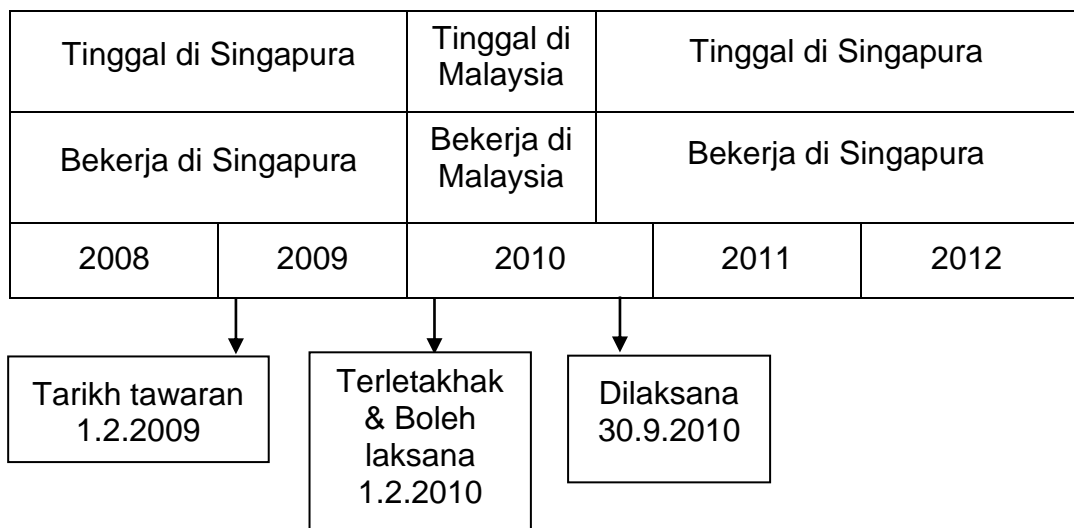 Tinggal di Singapura
Tinggal di
Malaysia
Tinggal di Singapura
Bekerja di Singapura
Bekerja di
Malaysia
Bekerja di Singapura
2008
2009
2010
2011
2012
Tarikh tawaran
1.2.2009
Terletakhak
& Boleh
laksana
1.2.2010
Dilaksana
30.9.2010